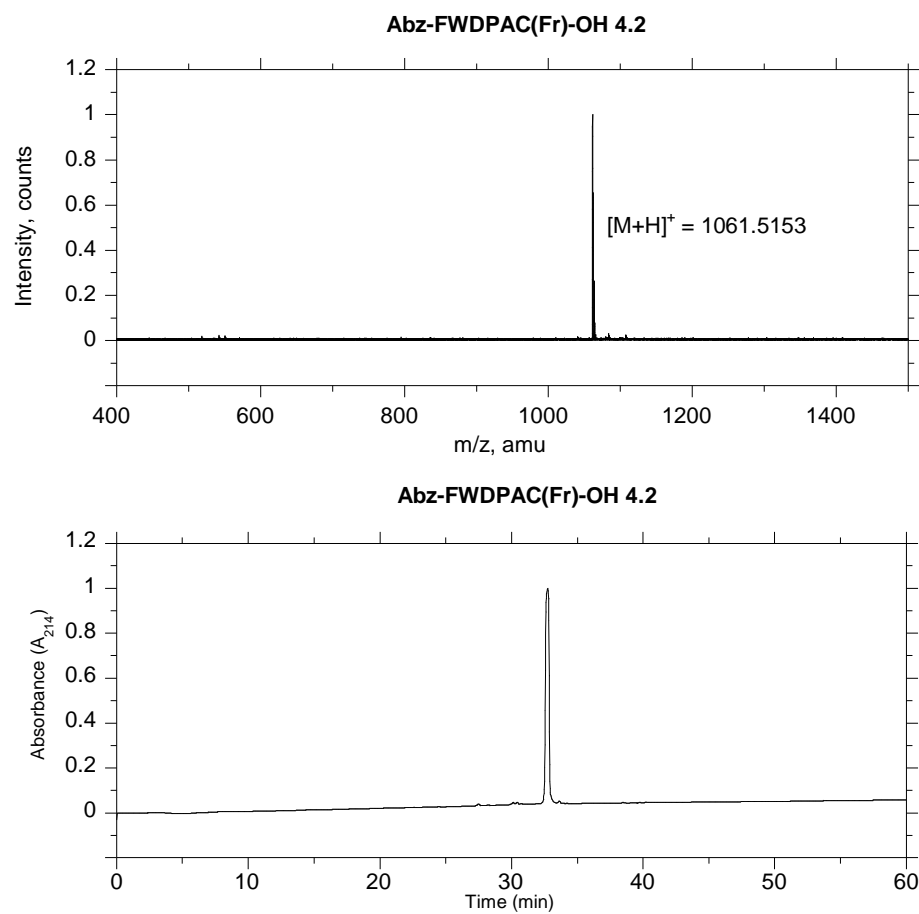 Abz-FWDPAC(Fr)-OH 4.2
1.2
1
0.8
0.6
0.4
0.2
0
Intensity, counts
[M+H]⁺ = 1061.5153
400 600 800 1000 1200 1400
m/z, amu
Abz-FWDPAC(Fr)-OH 4.2
1.2
1
0.8
0.6
0.4
0.2
0
Absorbance (A₂₁₄)
0 10 20 30 40 50 60
Time (min)